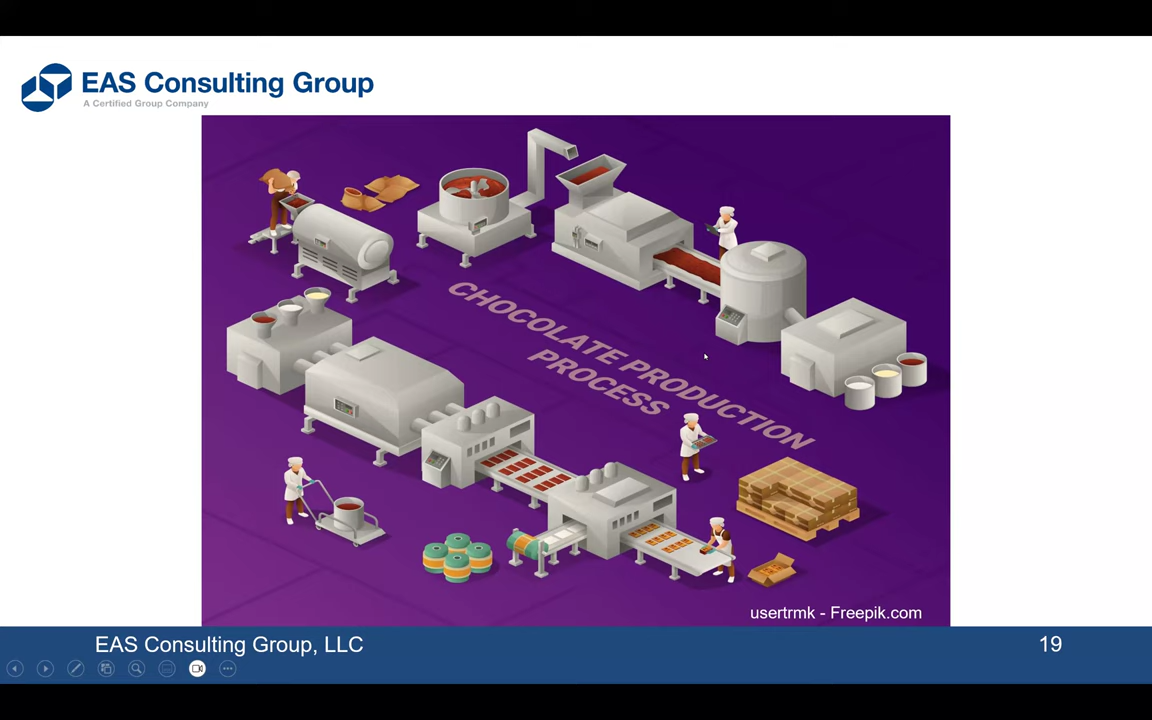 EAS Consulting Group
A Certified Group Company
CHOCOLATE PRODUCTION
PROCESS
usertrmk - Freepik.com
EAS Consulting Group, LLC
19